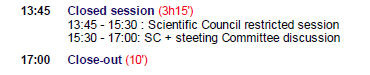 13:45 Closed session (3h15')
13:45 - 15:30 : Scientific Council restricted session
15:30 - 17:00: SC + steeting Committee discussion
17:00 Close-out (10')